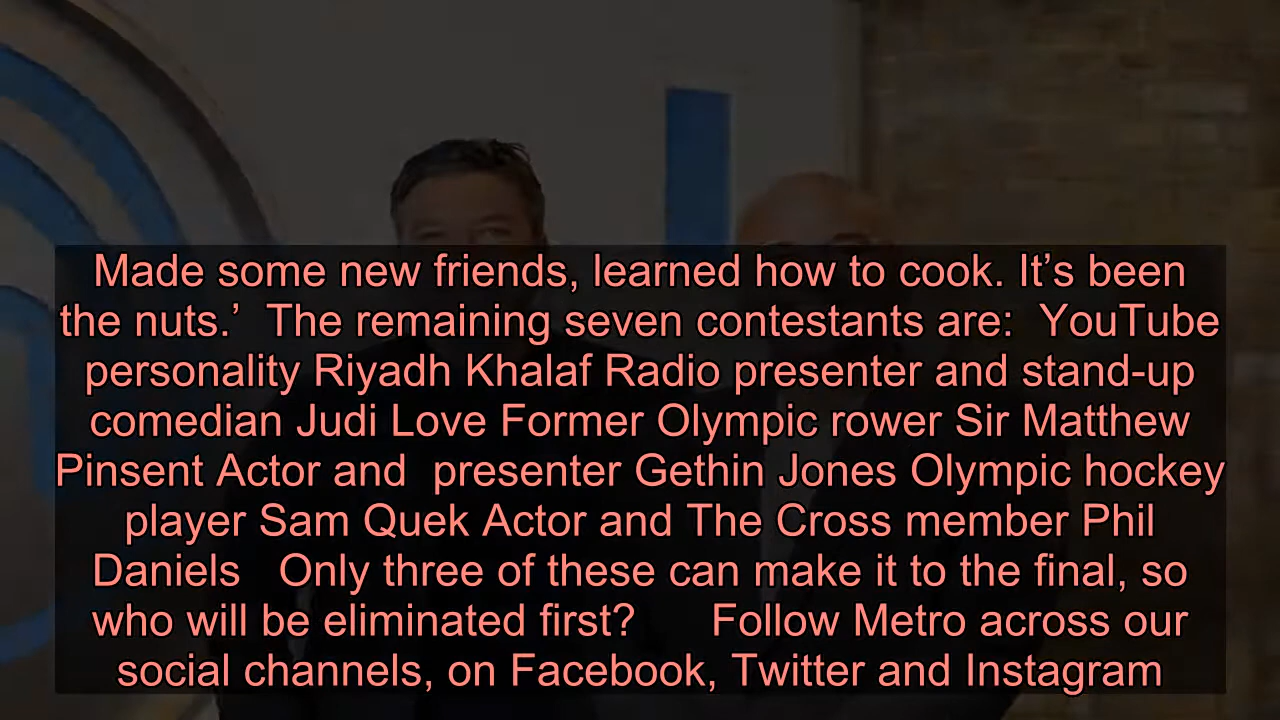 Made some new friends, learned how to cook. It’s been
the nuts.’  The remaining seven contestants are:  YouTube
personality Riyadh Khalaf Radio presenter and stand-up
comedian Judi Love Former Olympic rower Sir Matthew
Pinsent Actor and  presenter Gethin Jones Olympic hockey
player Sam Quek Actor and The Cross member Phil
Daniels   Only three of these can make it to the final, so
who will be eliminated first?      Follow Metro across our
social channels, on Facebook, Twitter and Instagram